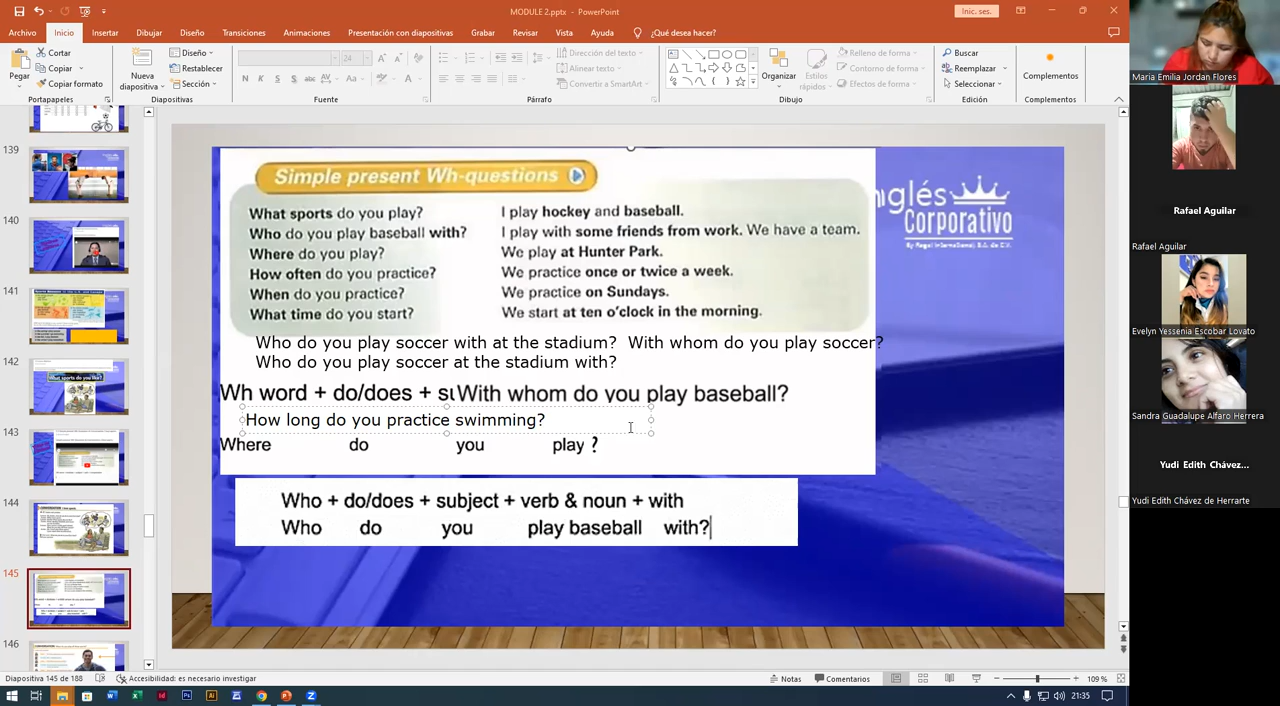 MODULE 2.pptx - PowerPoint
Inic. ses.
Archivo Inicio Insertar Dibujar Diseño Transiciones Animaciones Presentación con diapositivas Grabar Revisar Vista Ayuda ¿Qué desea hacer?
Pegar
Cortar
Copiar
Copiar formato
Portapapeles
Nueva diapositiva
Diseño
Restablecer
Sección
Diapositivas
Fuente
Dirección del texto
Alinear texto
Convertir a SmartArt
Párrafo
Organizar
Estilos rápidos
Relleno de forma
Contorno de forma
Efectos de forma
Dibujo
Buscar
Reemplazar
Seleccionar
Edición
Complementos
Complementos
139
140
141
142
143
144
145
146
Simple present Wh-questions
What sports do you play? I play hockey and baseball.
Who do you play baseball with? I play with some friends from work. We have a team.
Where do you play? We play at Hunter Park.
How often do you practice? We practice once or twice a week.
When do you practice? We practice on Sundays.
What time do you start? We start at ten o'clock in the morning.
Who do you play soccer with at the stadium? With whom do you play soccer?
Who do you play soccer at the stadium with?
Wh word + do/does + su With whom do you play baseball?
How long do you practice swimming?
Where do you play ?
Who + do/does + subject + verb & noun + with
Who do you play baseball with?
nglés
Corporativo
Maria Emilia Jordan Flores
Rafael Aguilar
Rafael Aguilar
Evelyn Yessenia Escobar Lovato
Sandra Guadalupe Alfaro Herrera
Yudi Edith Chávez...
Yudi Edith Chávez de Herrarte
Diapositiva 145 de 188 Accesibilidad: es necesario investigar
Notas Comentarios 109 %
21:35